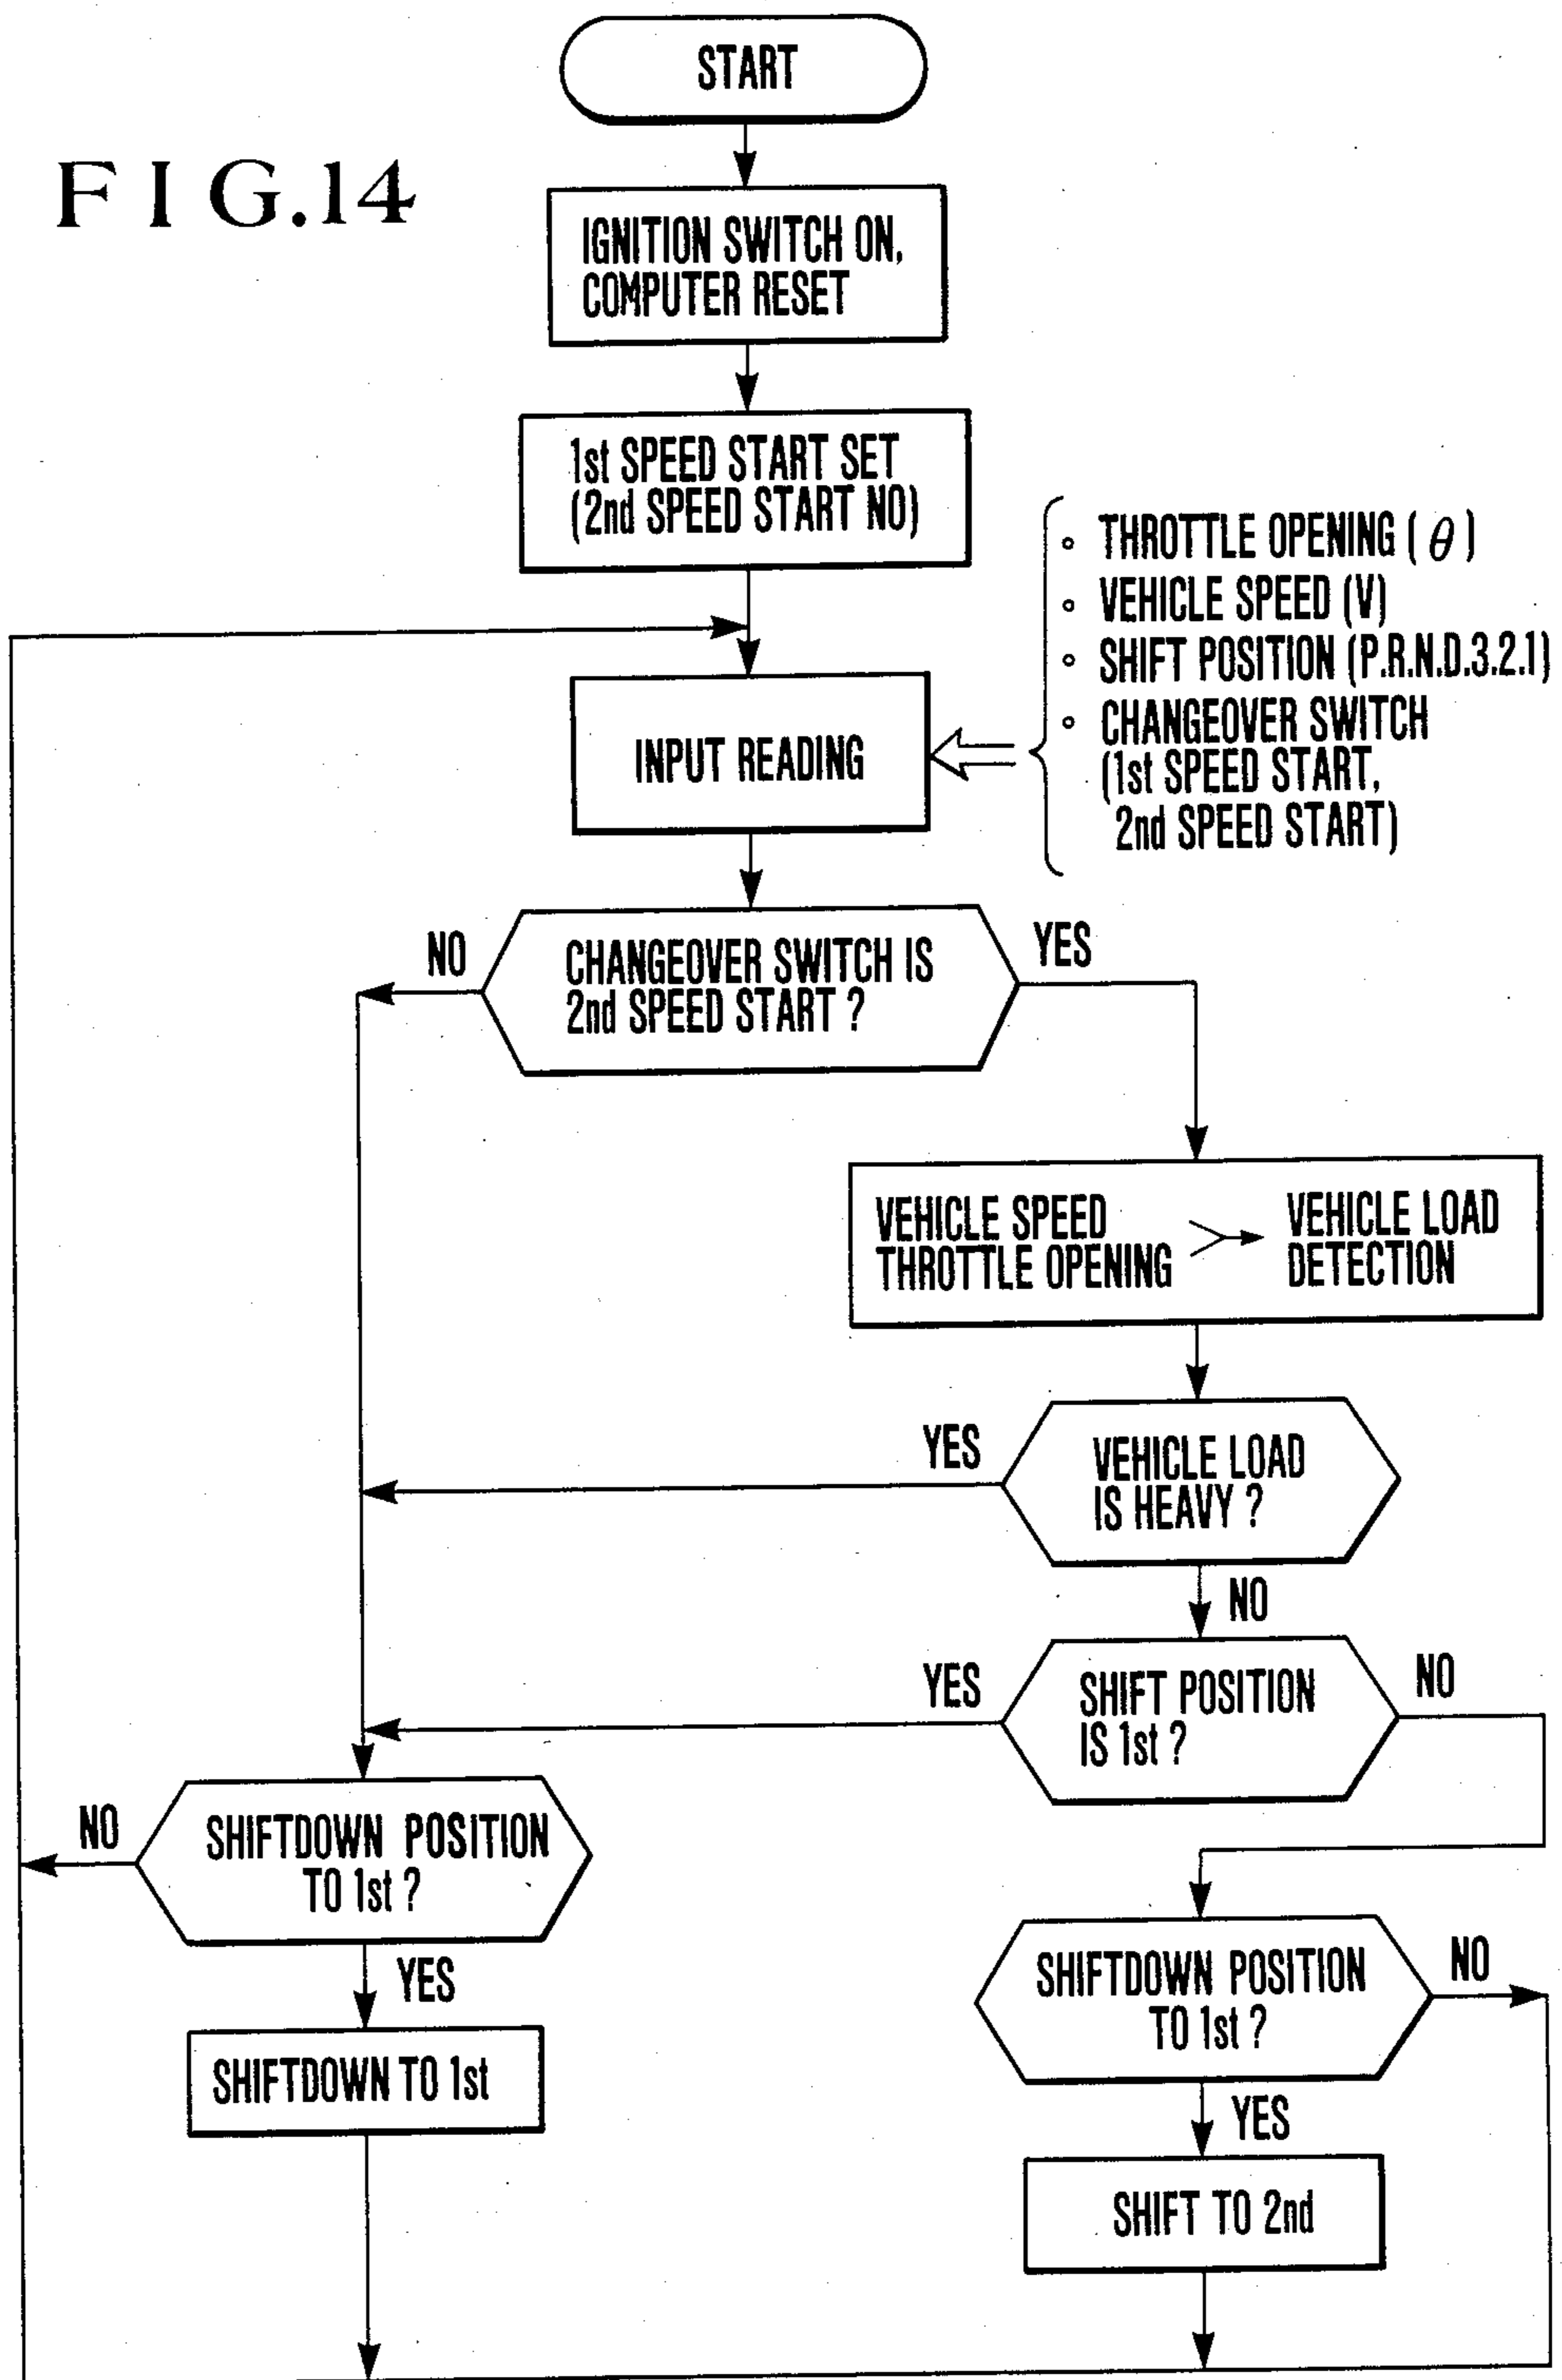 START
FIG.14
IGNITION SWITCH ON,
COMPUTER RESET
1st SPEED START SET
(2nd SPEED START NO)
THROTTLE OPENING (θ)
VEHICLE SPEED (V)
SHIFT POSITION (P.R.N.D.3.2.1)
CHANGEOVER SWITCH
(1st SPEED START,
2nd SPEED START)
INPUT READING
NO
CHANGEOVER SWITCH IS
2nd SPEED START ?
YES
VEHICLE SPEED
THROTTLE OPENING
VEHICLE LOAD
DETECTION
YES
VEHICLE LOAD
IS HEAVY ?
NO
YES
SHIFT POSITION
IS 1st ?
NO
NO
SHIFTDOWN POSITION
TO 1st ?
YES
SHIFTDOWN TO 1st
SHIFTDOWN POSITION
TO 1st ?
NO
YES
SHIFT TO 2nd